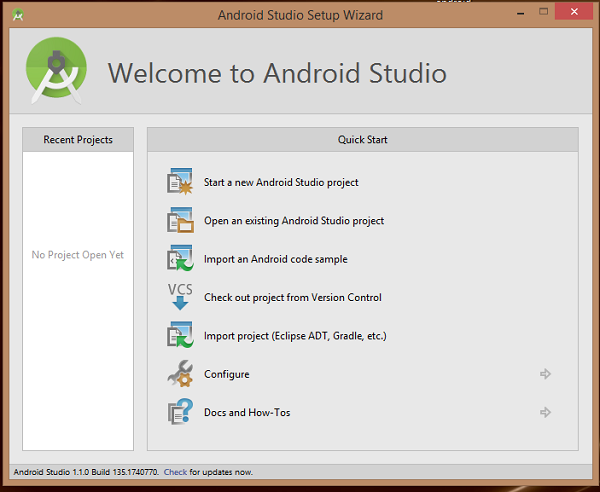 Android Studio Setup Wizard
Welcome to Android Studio
Recent Projects
No Project Open Yet
Quick Start
Start a new Android Studio project
Open an existing Android Studio project
Import an Android code sample
VCS
Check out project from Version Control
Import project (Eclipse ADT, Gradle, etc.)
Configure
Docs and How-Tos
Android Studio 1.1.0 Build 135.1740770. Check for updates now.